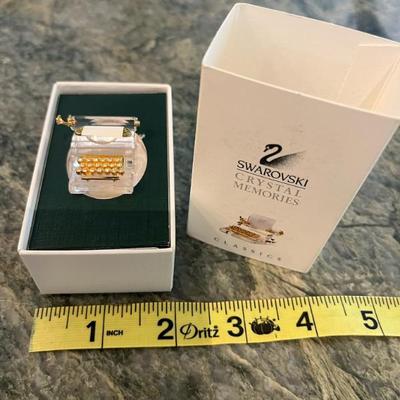 SWAROVSKI
CRYSTAL
MEMORIES
CLASSICS
1 INCH 2 Dritz 3 4 5